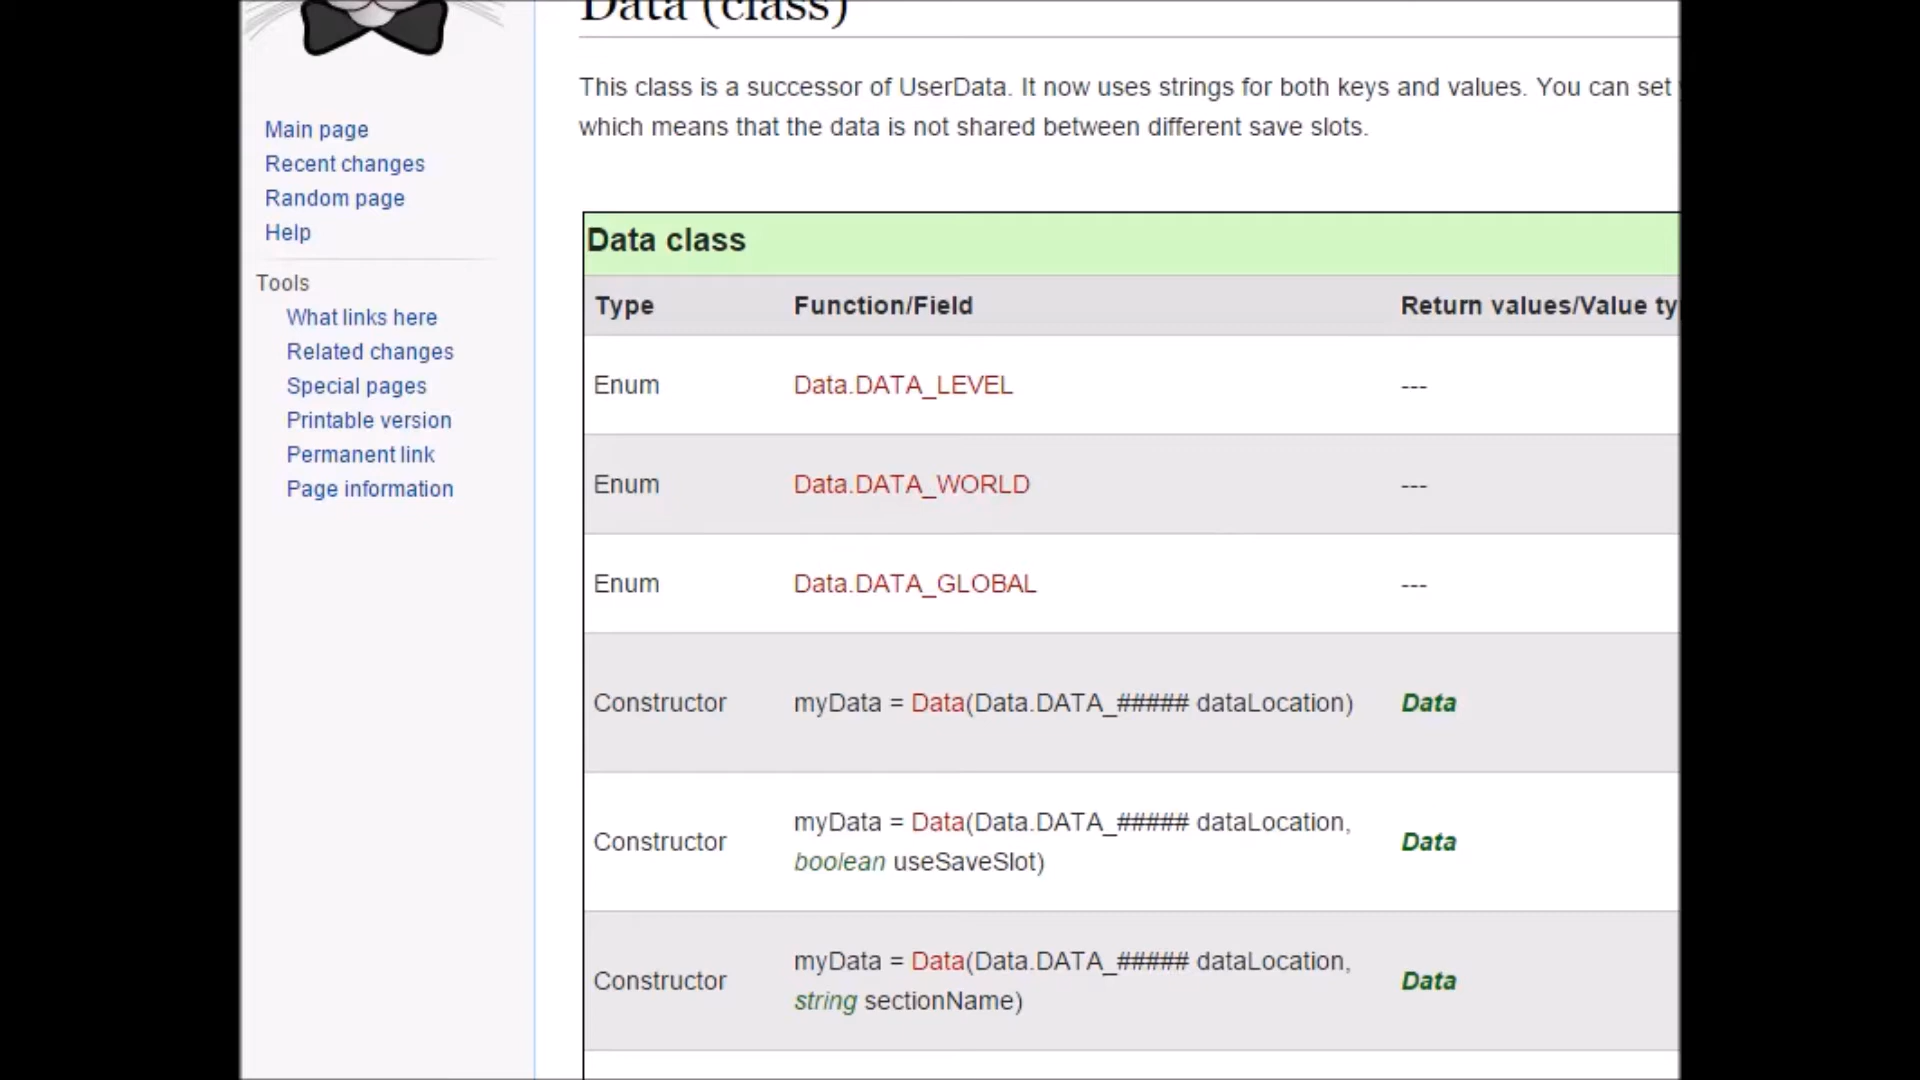 Data (class)
This class is a successor of UserData. It now uses strings for both keys and values. You can set
which means that the data is not shared between different save slots.
Main page
Recent changes
Random page
Help
Tools
What links here
Related changes
Special pages
Printable version
Permanent link
Page information
Data class
Type Function/Field Return values/Value ty
Enum Data.DATA_LEVEL ---
Enum Data.DATA_WORLD ---
Enum Data.DATA_GLOBAL ---
Constructor myData = Data(Data.DATA_##### dataLocation) Data
Constructor myData = Data(Data.DATA_##### dataLocation,
boolean useSaveSlot) Data
Constructor myData = Data(Data.DATA_##### dataLocation,
string sectionName) Data